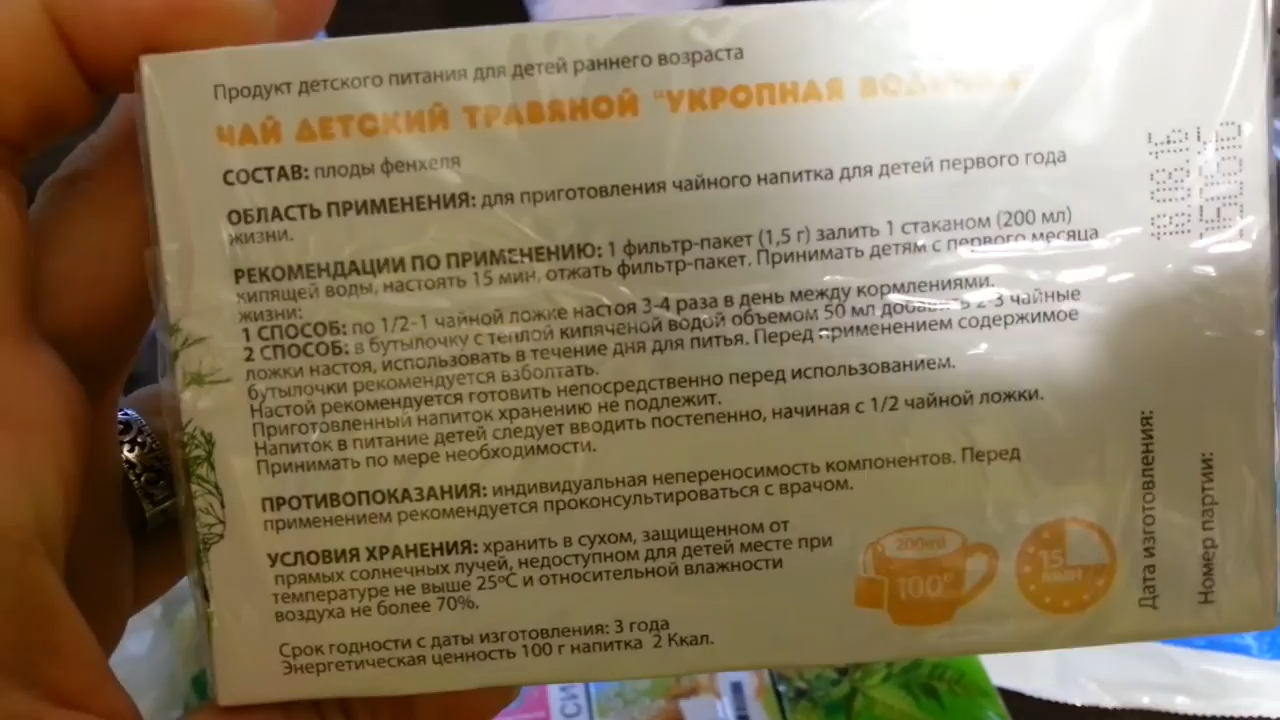 Продукт детского питания для детей раннего возраста
ЧАЙ ДЕТСКИЙ ТРАВЯНОЙ "УКРОПНАЯ
СОСТАВ: плоды фенхеля
ОБЛАСТЬ ПРИМЕНЕНИЯ: для приготовления чайного напитка для детей первого года
жизни.
РЕКОМЕНДАЦИИ ПО ПРИМЕНЕНИЮ: 1 фильтр-пакет (1,5 г) залить 1 стаканом (200 мл)
кипящей воды, настоять 15 мин, отжать фильтр-пакет. Принимать детям с первого месяца
жизни:
1 СПОСОБ: по 1/2-1 чайной ложке настоя 3-4 раза в день между кормлениями.
2 СПОСОБ: в бутылочку с теплой кипяченой водой объемом 50 мл добавить 2-3 чайные
ложки настоя, использовать в течение дня для питья. Перед применением содержимое
бутылочки рекомендуется взболтать.
Настой рекомендуется готовить непосредственно перед использованием.
Приготовленный напиток хранению не подлежит.
Напиток в питание детей следует вводить постепенно, начиная с 1/2 чайной ложки.
Принимать по мере необходимости.
ПРОТИВОПОКАЗАНИЯ: индивидуальная непереносимость компонентов. Перед
применением рекомендуется проконсультироваться с врачом.
УСЛОВИЯ ХРАНЕНИЯ: хранить в сухом, защищенном от
прямых солнечных лучей, недоступном для детей месте при
температуре не выше 25ºС и относительной влажности
воздуха не более 70%.
Срок годности с даты изготовления: 3 года
Энергетическая ценность 100 г напитка 2 Ккал.
200ml
100°
15
мин
Дата изготовления:
18.08.15
Номер партии:
СИ